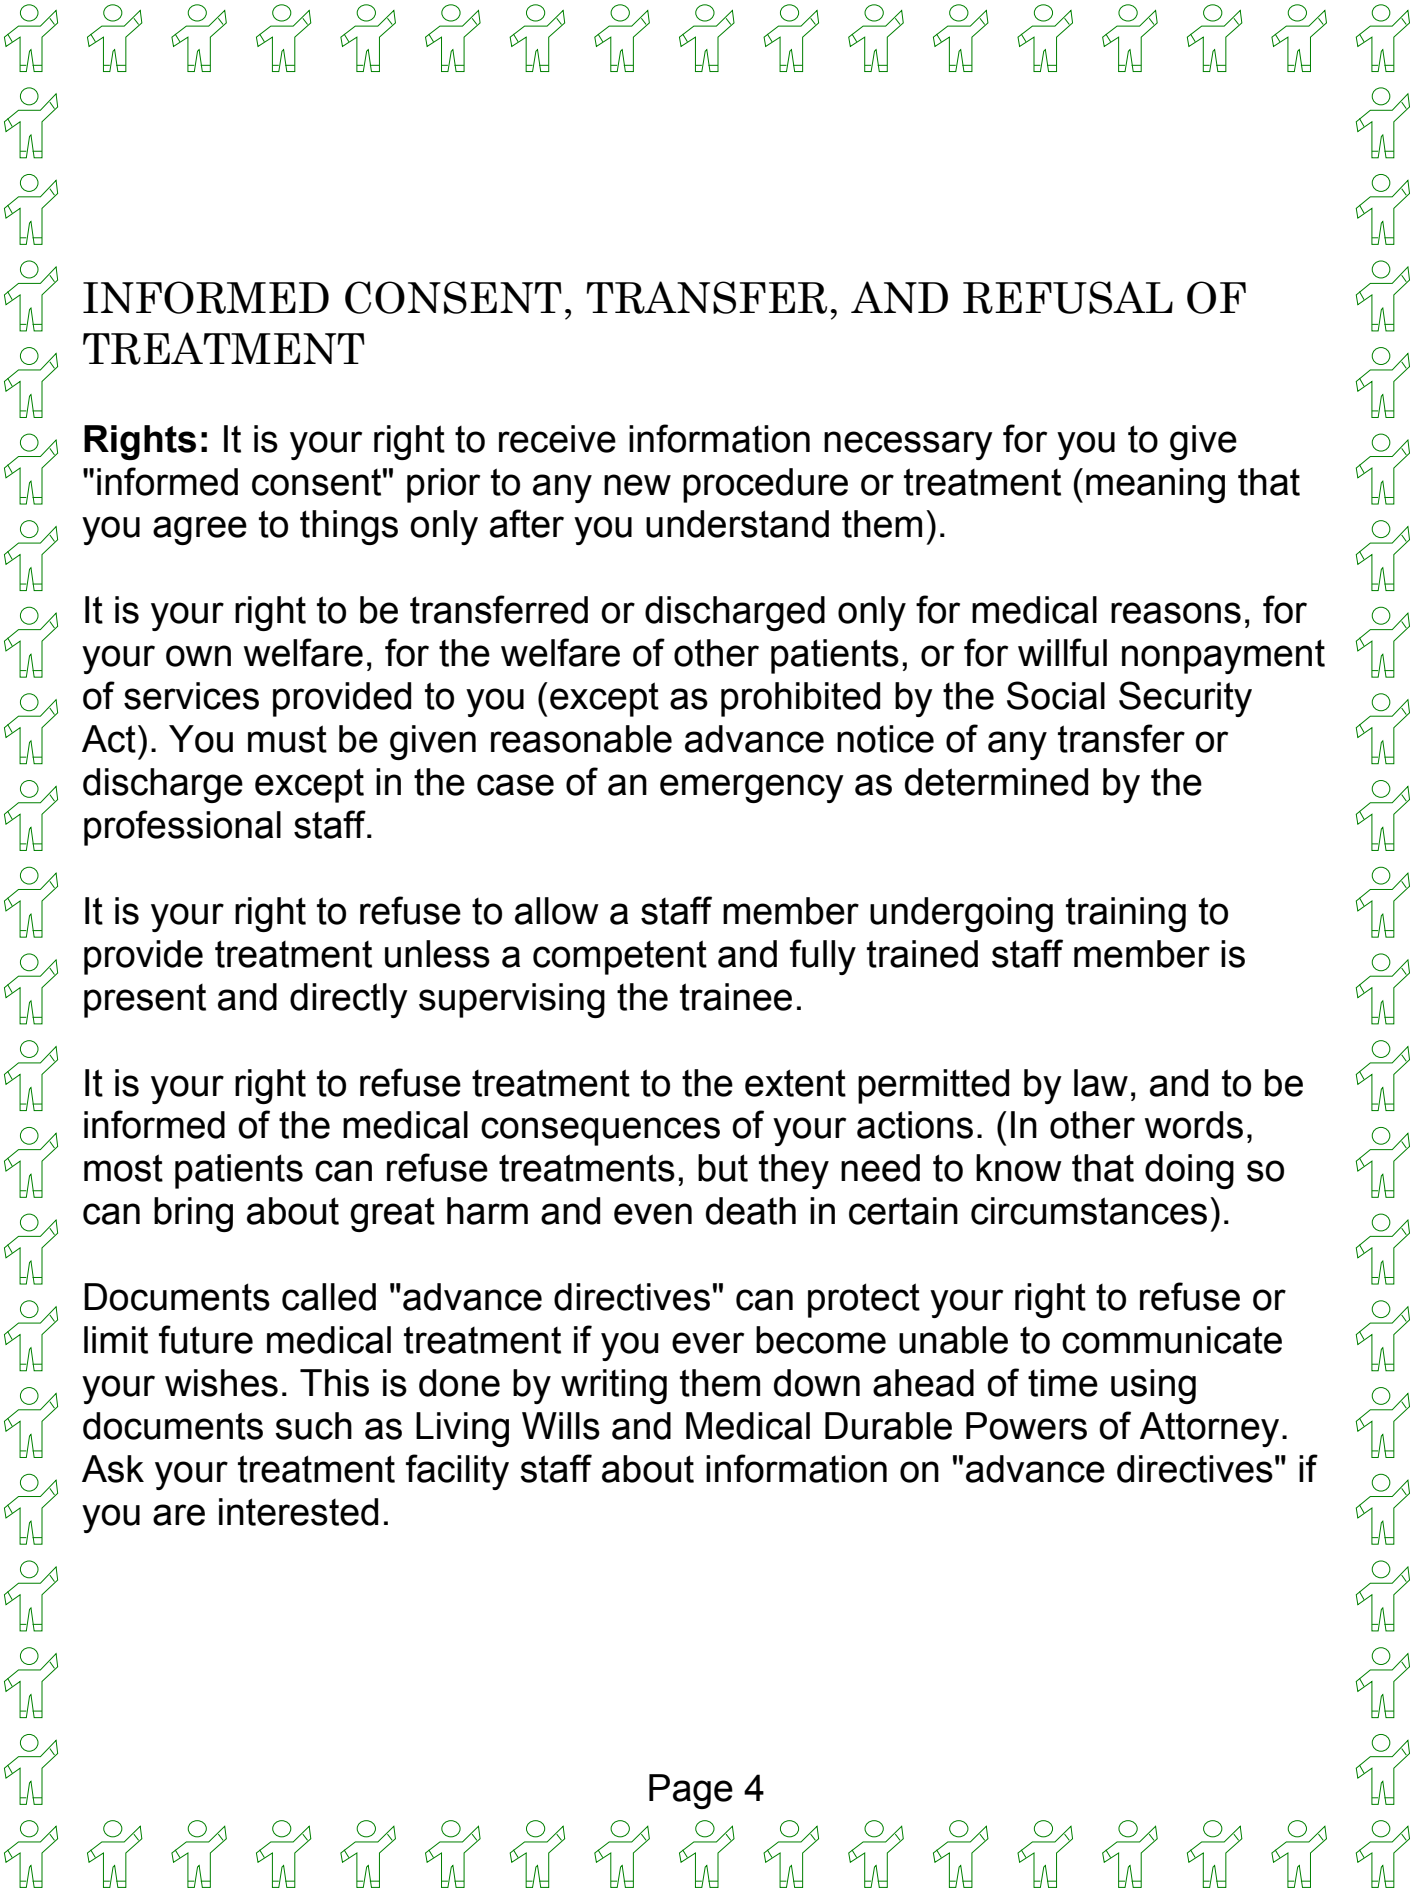 INFORMED CONSENT, TRANSFER, AND REFUSAL OF
TREATMENT
Rights: It is your right to receive information necessary for you to give
"informed consent" prior to any new procedure or treatment (meaning that
you agree to things only after you understand them).
It is your right to be transferred or discharged only for medical reasons, for
your own welfare, for the welfare of other patients, or for willful nonpayment
of services provided to you (except as prohibited by the Social Security
Act). You must be given reasonable advance notice of any transfer or
discharge except in the case of an emergency as determined by the
professional staff.
It is your right to refuse to allow a staff member undergoing training to
provide treatment unless a competent and fully trained staff member is
present and directly supervising the trainee.
It is your right to refuse treatment to the extent permitted by law, and to be
informed of the medical consequences of your actions. (In other words,
most patients can refuse treatments, but they need to know that doing so
can bring about great harm and even death in certain circumstances).
Documents called "advance directives" can protect your right to refuse or
limit future medical treatment if you ever become unable to communicate
your wishes. This is done by writing them down ahead of time using
documents such as Living Wills and Medical Durable Powers of Attorney.
Ask your treatment facility staff about information on "advance directives" if
you are interested.
Page 4